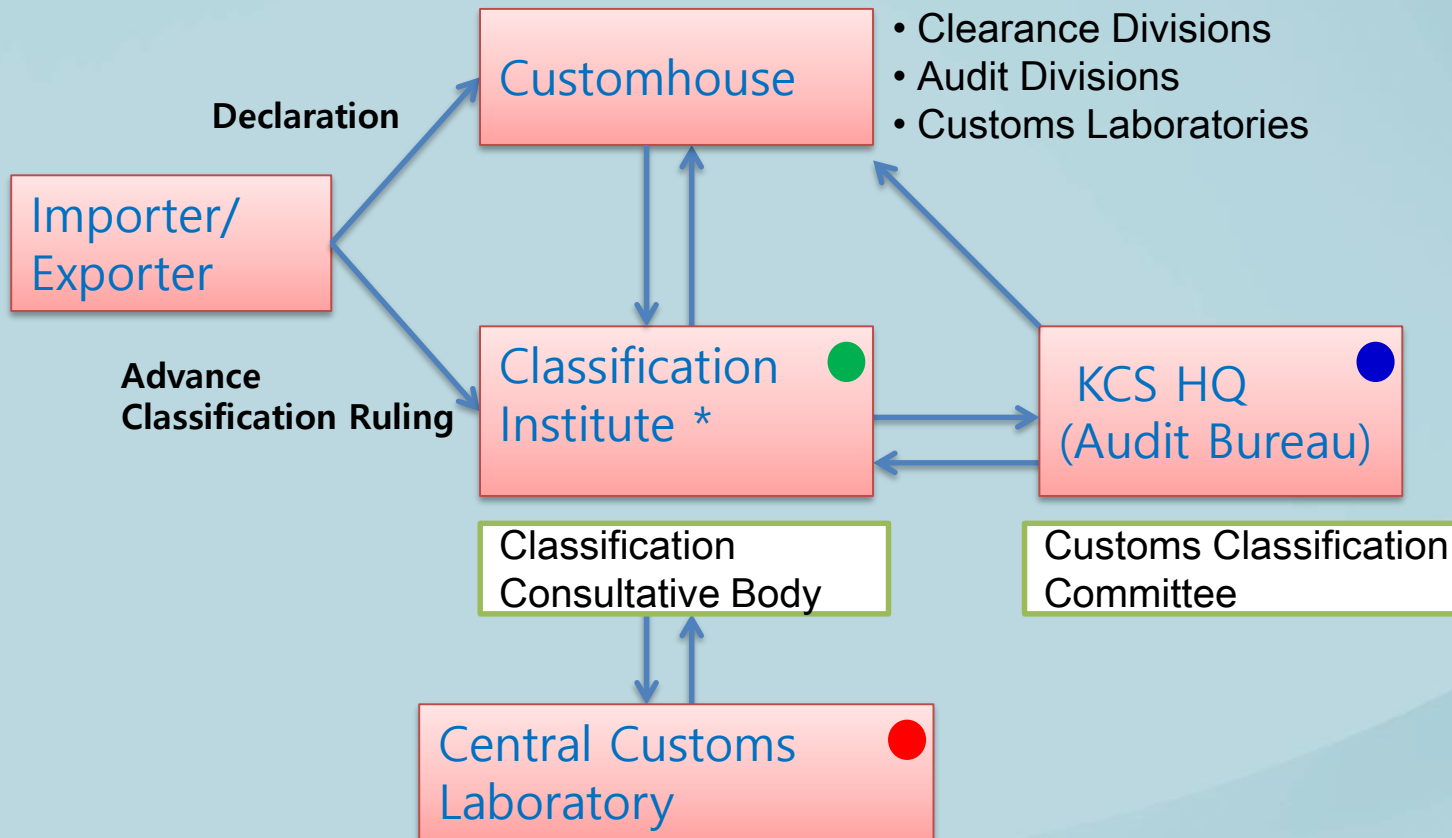 Customhouse
• Clearance Divisions
• Audit Divisions
• Customs Laboratories
Declaration
Importer/
Exporter
Advance
Classification Ruling
Classification
Institute *
KCS HQ
(Audit Bureau)
Classification
Consultative Body
Customs Classification
Committee
Central Customs
Laboratory